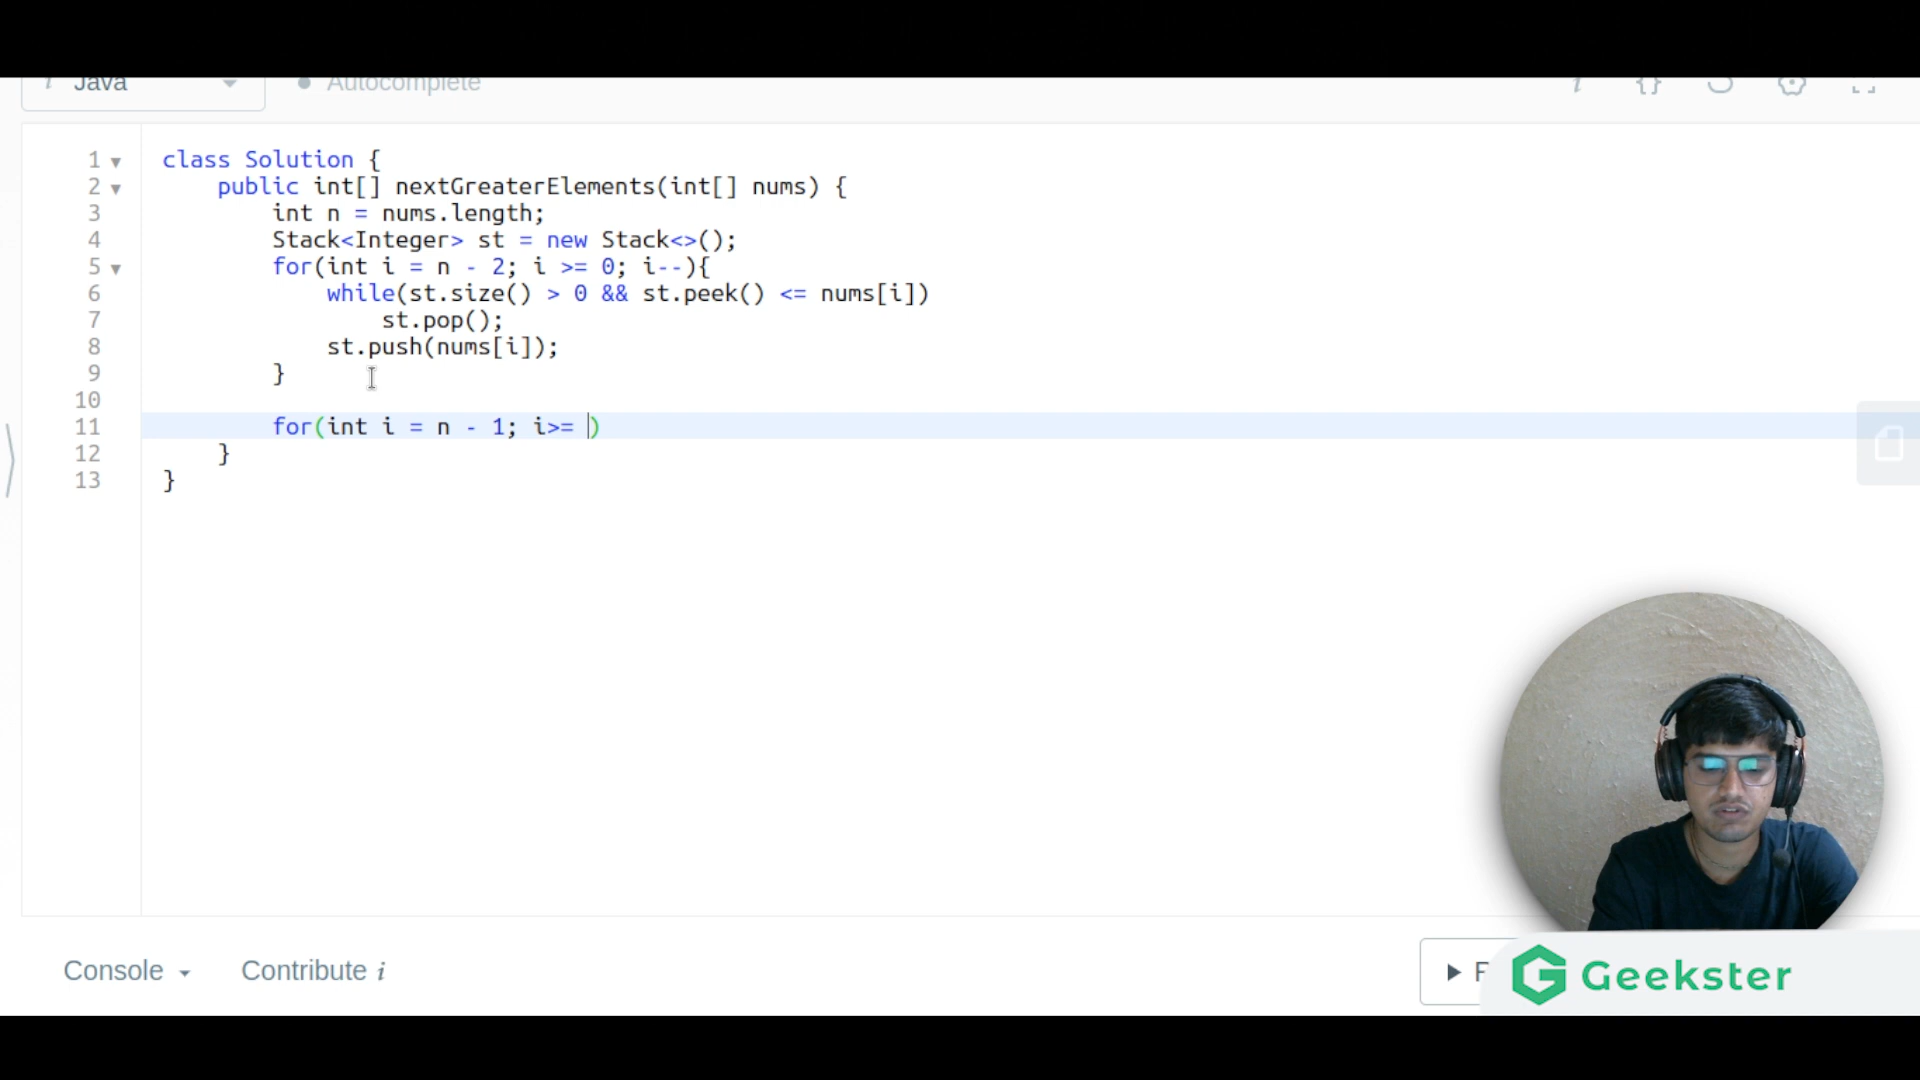 Java
Autocomplete
1 class Solution {
2 public int[] nextGreaterElements(int[] nums) {
3 int n = nums.length;
4 Stack<Integer> st = new Stack<>();
5 for(int i = n - 2; i >= 0; i--){
6 while(st.size() > 0 && st.peek() <= nums[i])
7 st.pop();
8 st.push(nums[i]);
9 }
10
11 for(int i = n - 1; i>= )
12 }
13 }
Console
Contribute i
Geekster